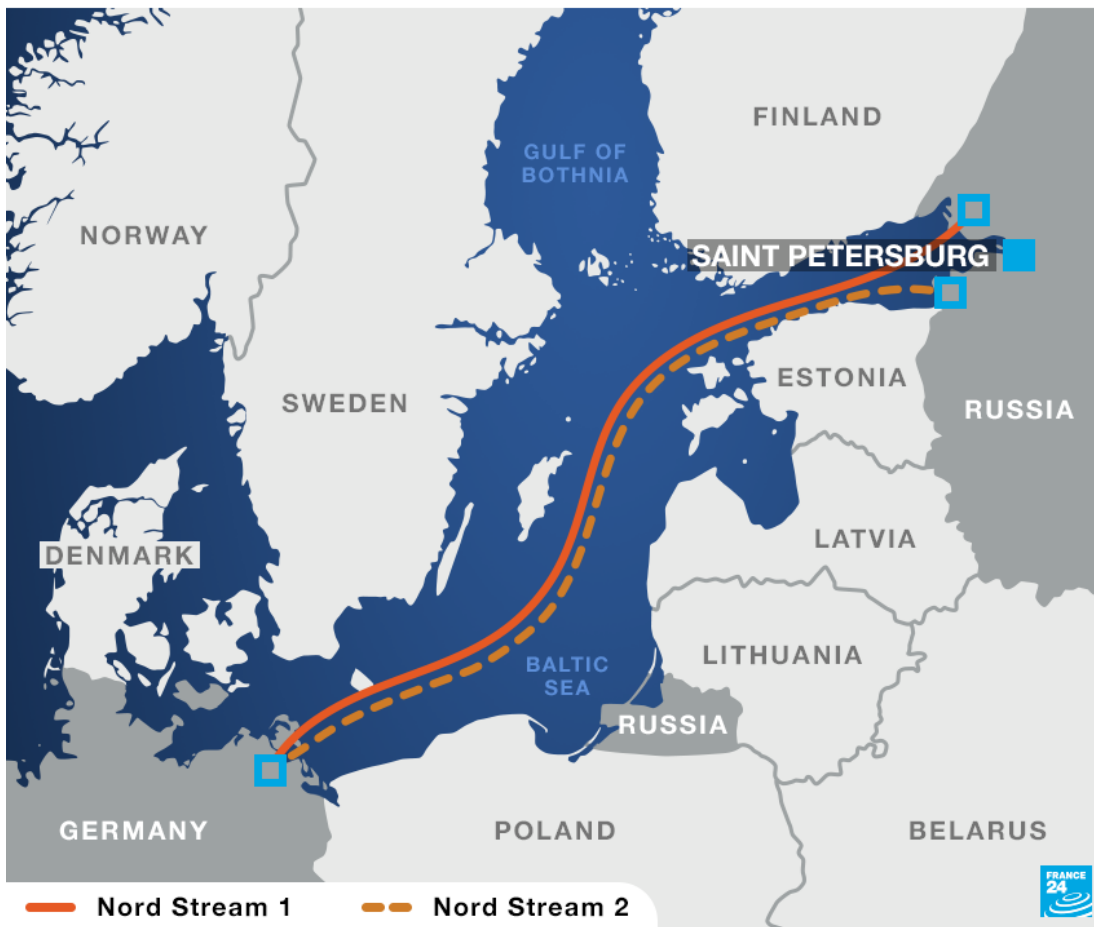 FINLAND
GULF OF
BOTHNIA
NORWAY
SAINT PETERSBURG
ESTONIA
SWEDEN
RUSSIA
LATVIA
DENMARK
LITHUANIA
BALTIC
SEA
RUSSIA
GERMANY
POLAND
BELARUS
FRANCE
24
Nord Stream 1
Nord Stream 2